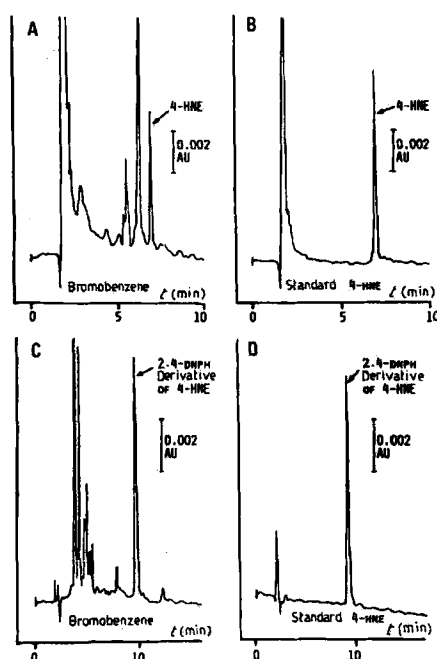 A
4-HNE
0.002
AU
Bromobenzene
t (min)
0
5
10
B
4-HNE
0.002
AU
Standard 4-HNE
t (min)
0
5
10
C
2.4-DNPH
Derivative
OF 4-HNE
0.002
AU
Bromobenzene
t (min)
0
10
D
2.4-DNPH
Derivative
OF 4-HNE
0.002
AU
Standard 4-HNE
t (min)
0
10